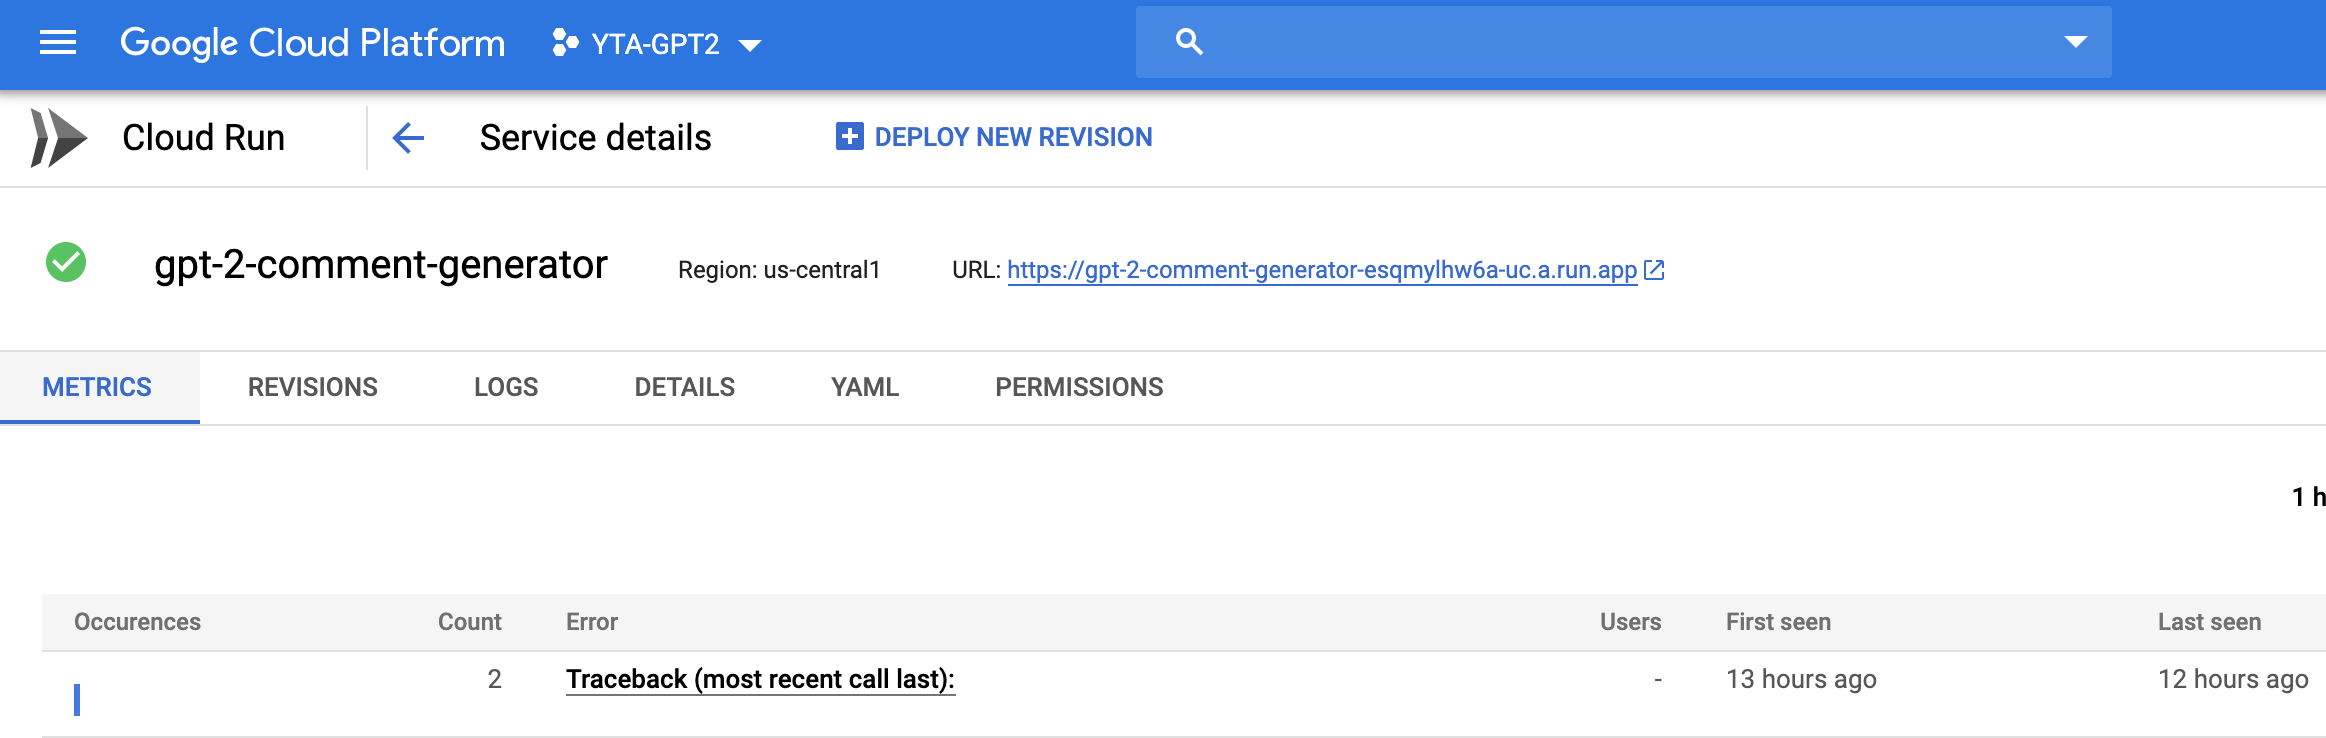 Google Cloud Platform YTA-GPT2
Cloud Run Service details DEPLOY NEW REVISION
gpt-2-comment-generator Region: us-central1 URL: https://gpt-2-comment-generator-esqmylhw6a-uc.a.run.app
METRICS REVISIONS LOGS DETAILS YAML PERMISSIONS
1 h
Occurences Count Error Users First seen Last seen
2 Traceback (most recent call last): - 13 hours ago 12 hours ago